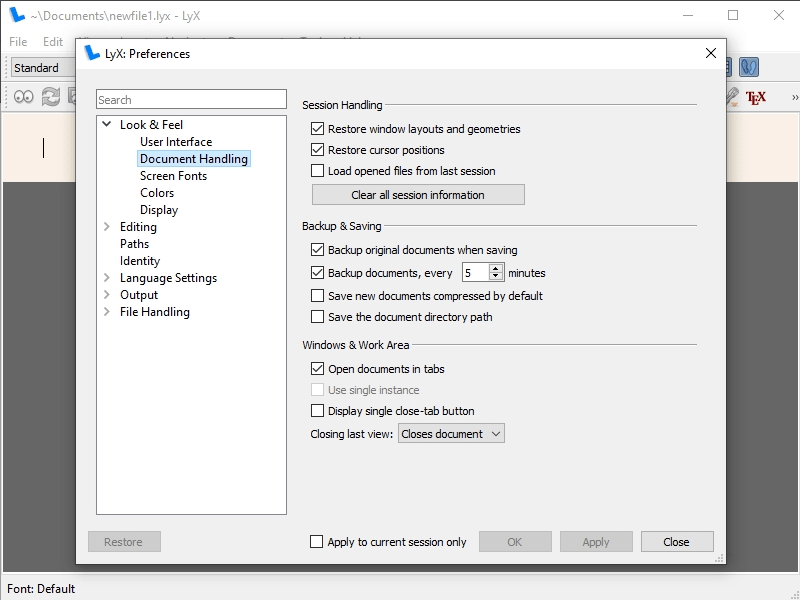 ~\Documents\newfile1.lyx - LyX
File Edit
LyX: Preferences
Standard
TEX
Search
Look & Feel
User Interface
Document Handling
Screen Fonts
Colors
Display
Editing
Paths
Identity
Language Settings
Output
File Handling
Session Handling
Restore window layouts and geometries
Restore cursor positions
Load opened files from last session
Clear all session information
Backup & Saving
Backup original documents when saving
Backup documents, every 5 minutes
Save new documents compressed by default
Save the document directory path
Windows & Work Area
Open documents in tabs
Use single instance
Display single close-tab button
Closing last view: Closes document
Restore
Apply to current session only
OK
Apply
Close
Font: Default